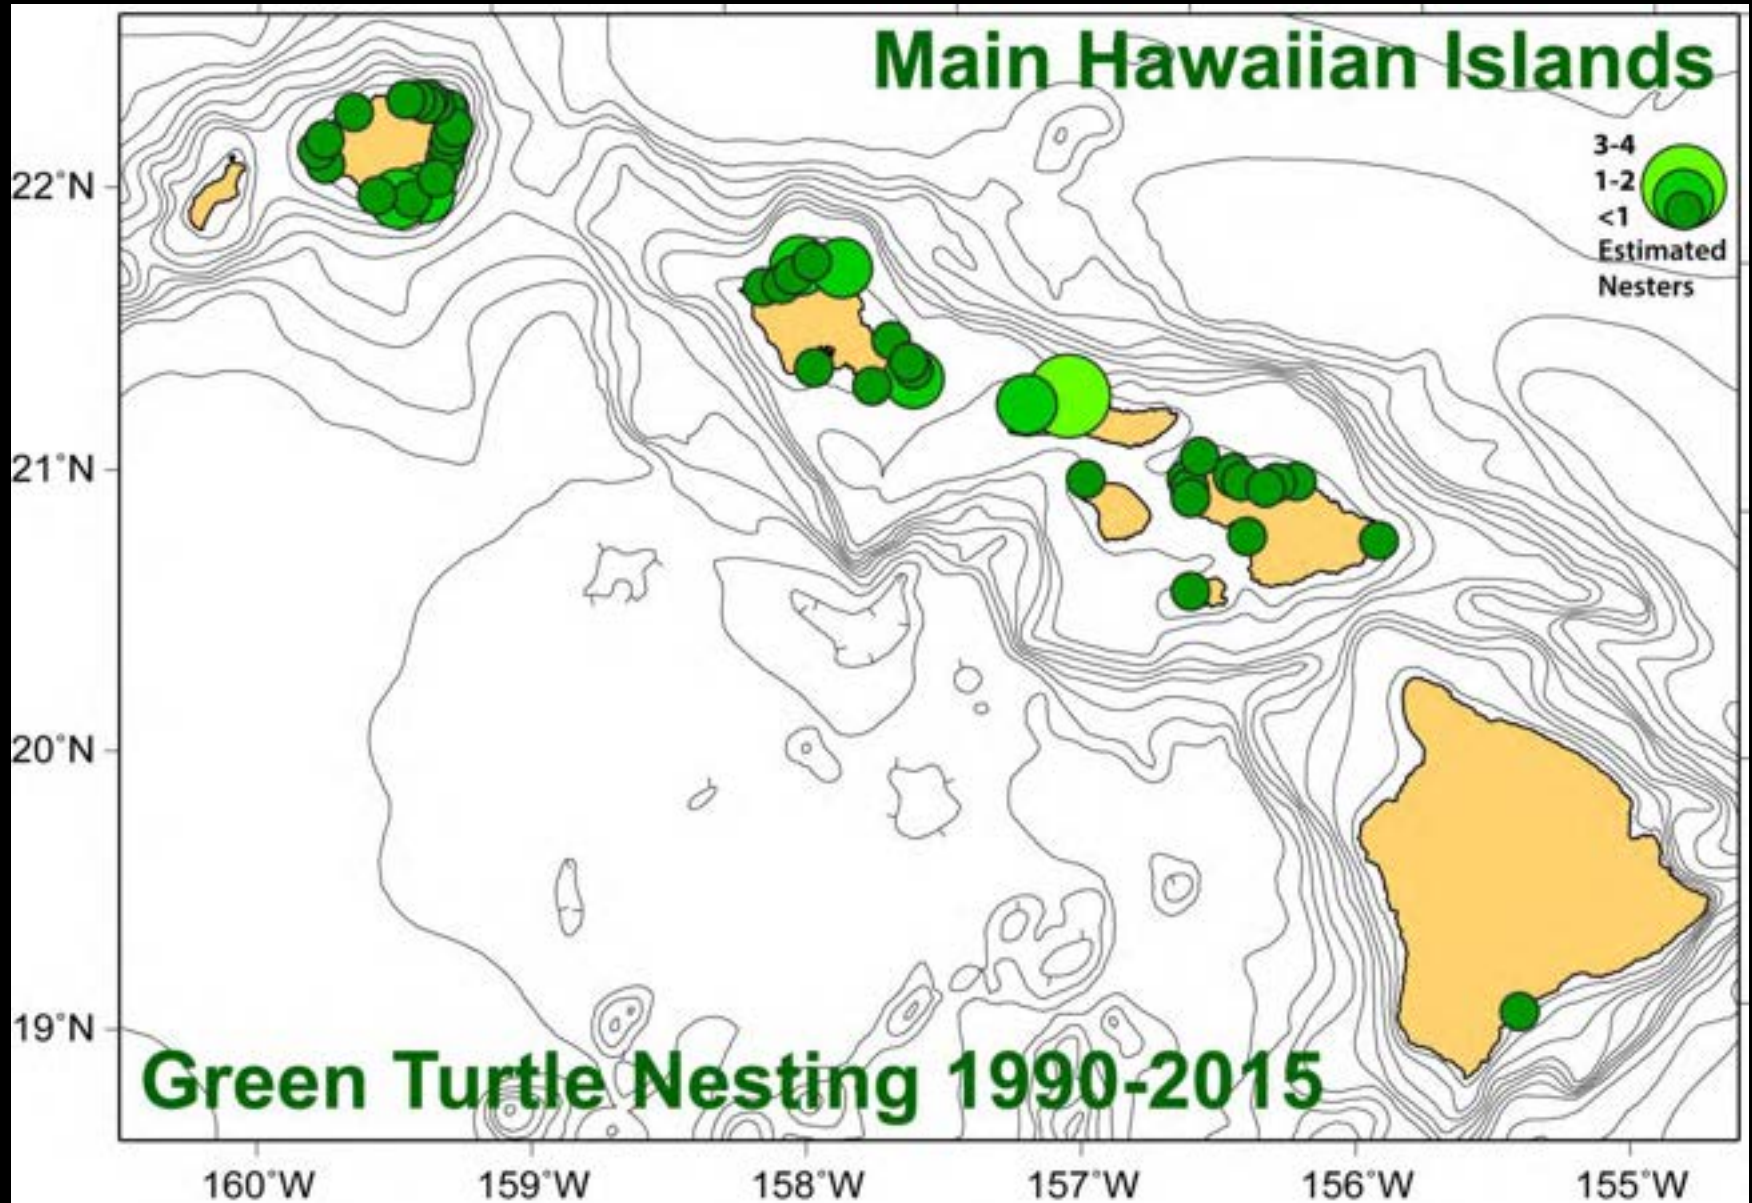 Main Hawaiian Islands
3-4
1-2
<1
Estimated
Nesters
22°N
21°N
20°N
19°N
Green Turtle Nesting 1990-2015
160°W 159°W 158°W 157°W 156°W 155°W